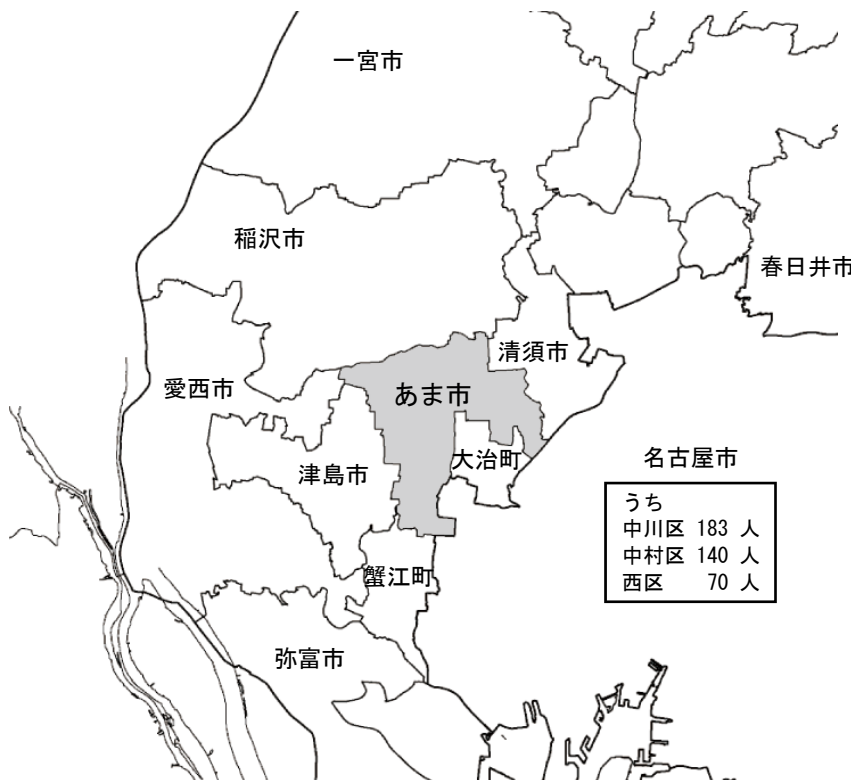 一宮市
稲沢市
春日井市
清須市
愛西市
あま市
大治町
津島市
名古屋市
うち
中川区 183 人
中村区 140 人
西区 70 人
蟹江町
弥富市